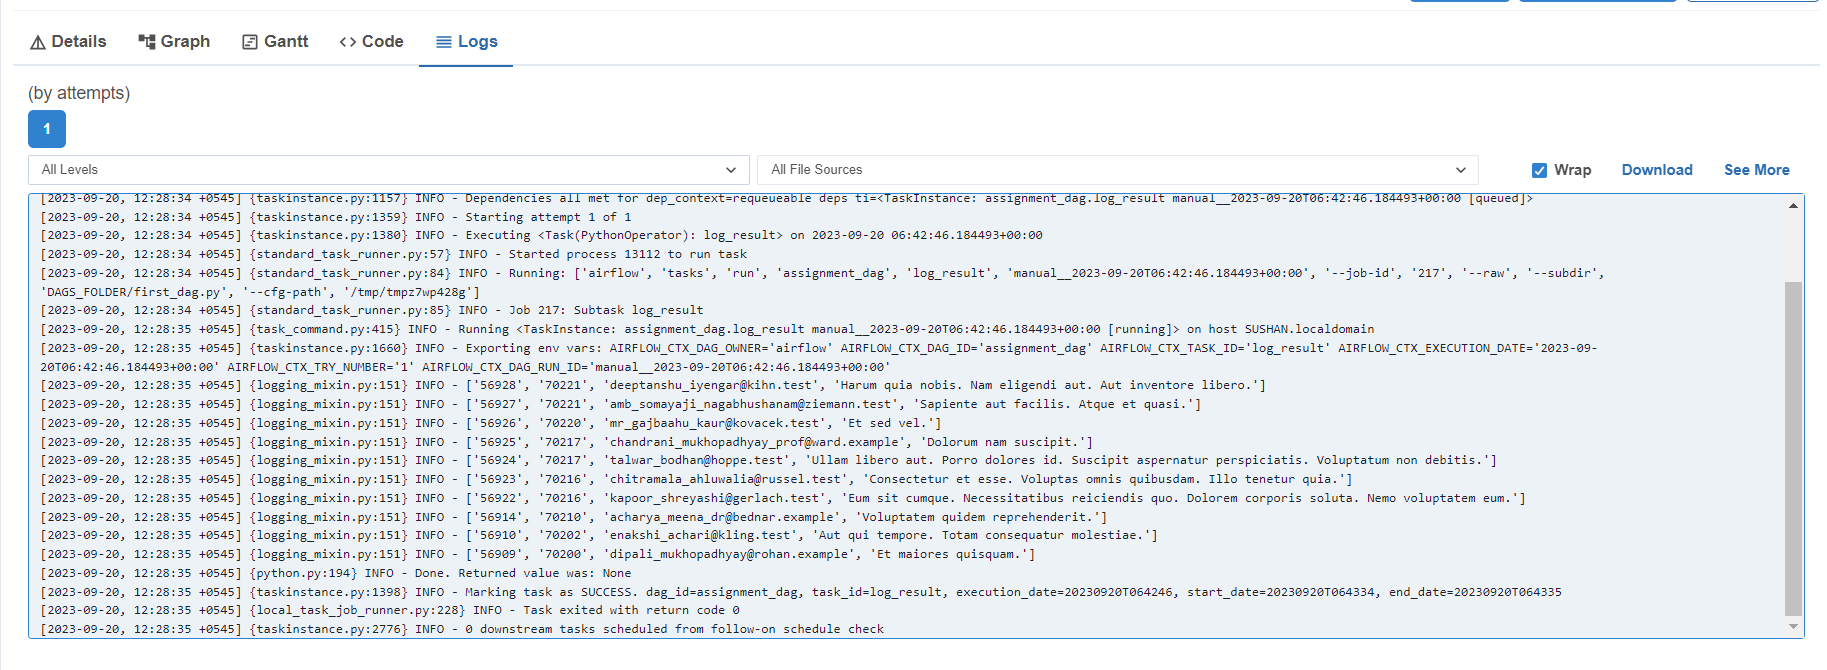 Details Graph Gantt Code Logs
(by attempts)
1
All Levels All File Sources Wrap Download See More
[2023-09-20, 12:28:34 +0545] {taskinstance.py:1157} INFO - Dependencies all met for dep_context=requeueable deps ti=<TaskInstance: assignment_dag.log_result manual__2023-09-20T06:42:46.184493+00:00 [queued]>
[2023-09-20, 12:28:34 +0545] {taskinstance.py:1359} INFO - Starting attempt 1 of 1
[2023-09-20, 12:28:34 +0545] {taskinstance.py:1380} INFO - Executing <Task(PythonOperator): log_result> on 2023-09-20 06:42:46.184493+00:00
[2023-09-20, 12:28:34 +0545] {standard_task_runner.py:57} INFO - Started process 13112 to run task
[2023-09-20, 12:28:34 +0545] {standard_task_runner.py:84} INFO - Running: ['airflow', 'tasks', 'run', 'assignment_dag', 'log_result', 'manual__2023-09-20T06:42:46.184493+00:00', '--job-id', '217', '--raw', '--subdir',
'DAGS_FOLDER/first_dag.py', '--cfg-path', '/tmp/tmpz7wp428g']
[2023-09-20, 12:28:34 +0545] {standard_task_runner.py:85} INFO - Job 217: Subtask log_result
[2023-09-20, 12:28:35 +0545] {task_command.py:415} INFO - Running <TaskInstance: assignment_dag.log_result manual__2023-09-20T06:42:46.184493+00:00 [running]> on host SUSHAN.localdomain
[2023-09-20, 12:28:35 +0545] {taskinstance.py:1660} INFO - Exporting env vars: AIRFLOW_CTX_DAG_OWNER='airflow' AIRFLOW_CTX_DAG_ID='assignment_dag' AIRFLOW_CTX_TASK_ID='log_result' AIRFLOW_CTX_EXECUTION_DATE='2023-09-
20T06:42:46.184493+00:00' AIRFLOW_CTX_TRY_NUMBER='1' AIRFLOW_CTX_DAG_RUN_ID='manual__2023-09-20T06:42:46.184493+00:00'
[2023-09-20, 12:28:35 +0545] {logging_mixin.py:151} INFO - ['56928', '70221', 'deeptanshu_iyengar@kihn.test', 'Harum quia nobis. Nam eligendi aut. Aut inventore libero.']
[2023-09-20, 12:28:35 +0545] {logging_mixin.py:151} INFO - ['56927', '70221', 'amb_somayaji_nagabhushanam@ziemann.test', 'Sapiente aut facilis. Atque et quasi.']
[2023-09-20, 12:28:35 +0545] {logging_mixin.py:151} INFO - ['56926', '70220', 'mr_gajbaahu_kaur@kovacek.test', 'Et sed vel.']
[2023-09-20, 12:28:35 +0545] {logging_mixin.py:151} INFO - ['56925', '70217', 'chandrani_mukhopadhyay_prof@ward.example', 'Dolorum nam suscipit.']
[2023-09-20, 12:28:35 +0545] {logging_mixin.py:151} INFO - ['56924', '70217', 'talwar_bodhan@hoppe.test', 'Ullam libero aut. Porro dolores id. Suscipit aspernatur perspiciatis. Voluptatum non debitis.']
[2023-09-20, 12:28:35 +0545] {logging_mixin.py:151} INFO - ['56923', '70216', 'chitramala_ahluwalia@russel.test', 'Consectetur et esse. Voluptas omnis quibusdam. Illo tenetur quia.']
[2023-09-20, 12:28:35 +0545] {logging_mixin.py:151} INFO - ['56922', '70216', 'kapoor_shreyashi@gerlach.test', 'Eum sit cumque. Necessitatibus reiciendis quo. Dolorem corporis soluta. Nemo voluptatem eum.']
[2023-09-20, 12:28:35 +0545] {logging_mixin.py:151} INFO - ['56914', '70210', 'acharya_meena_dr@bednar.example', 'Voluptatem quidem reprehenderit.']
[2023-09-20, 12:28:35 +0545] {logging_mixin.py:151} INFO - ['56910', '70202', 'enakshi_achari@kling.test', 'Aut qui tempore. Totam consequatur molestiae.']
[2023-09-20, 12:28:35 +0545] {logging_mixin.py:151} INFO - ['56909', '70200', 'dipali_mukhopadhyay@rohan.example', 'Et maiores quisquam.']
[2023-09-20, 12:28:35 +0545] {python.py:194} INFO - Done. Returned value was: None
[2023-09-20, 12:28:35 +0545] {taskinstance.py:1398} INFO - Marking task as SUCCESS. dag_id=assignment_dag, task_id=log_result, execution_date=20230920T064246, start_date=20230920T064334, end_date=20230920T064335
[2023-09-20, 12:28:35 +0545] {local_task_job_runner.py:228} INFO - Task exited with return code 0
[2023-09-20, 12:28:35 +0545] {taskinstance.py:2776} INFO - 0 downstream tasks scheduled from follow-on schedule check